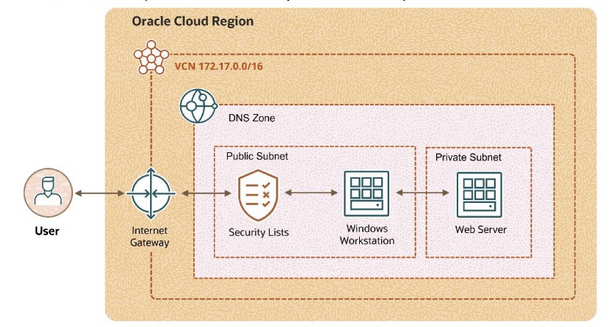 Oracle Cloud Region
VCN 172.17.0.0/16
DNS Zone
Public Subnet
Private Subnet
User
Internet
Gateway
Security Lists
Windows
Workstation
Web Server